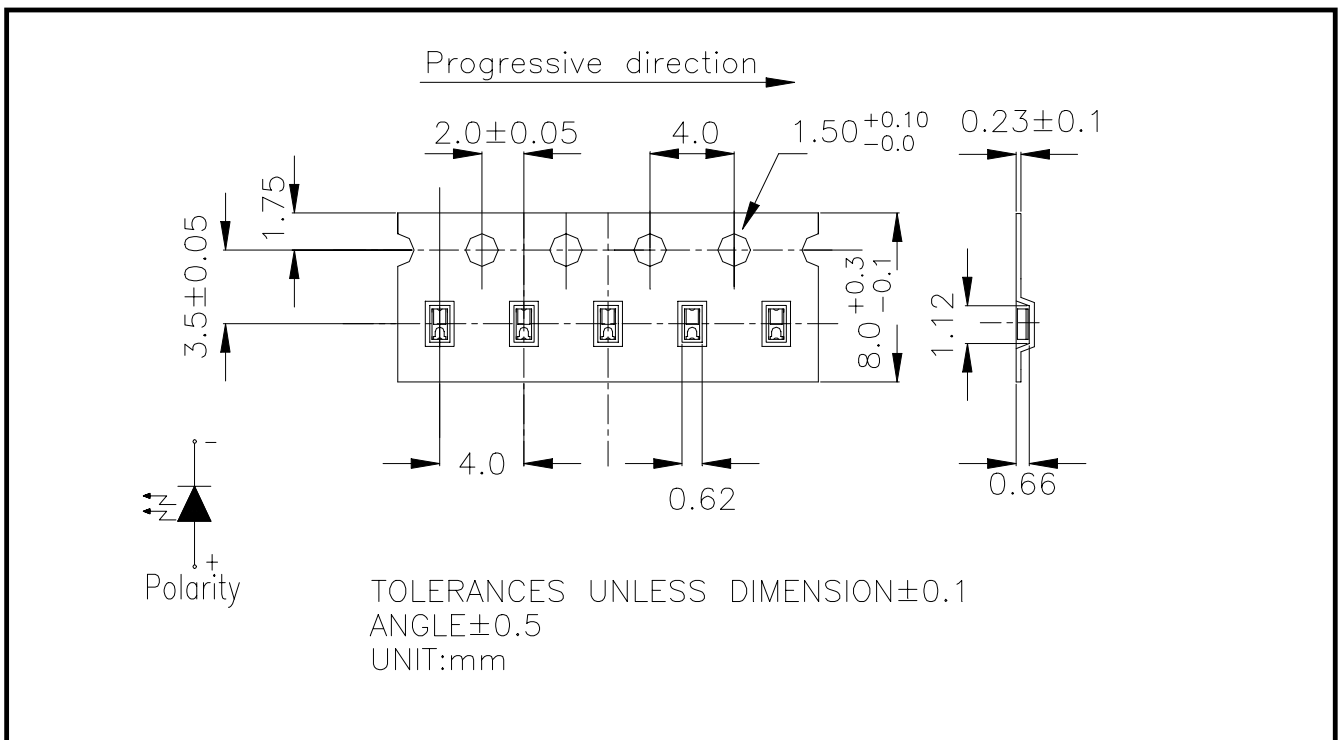 Progressive direction
2.0±0.05
4.0
1.50 +0.10 -0.0
0.23±0.1
1.75
3.5±0.05
8.0 +0.3 -0.1
1.12
4.0
0.62
0.66
-
+
Polarity
TOLERANCES UNLESS DIMENSION±0.1
ANGLE±0.5
UNIT:mm